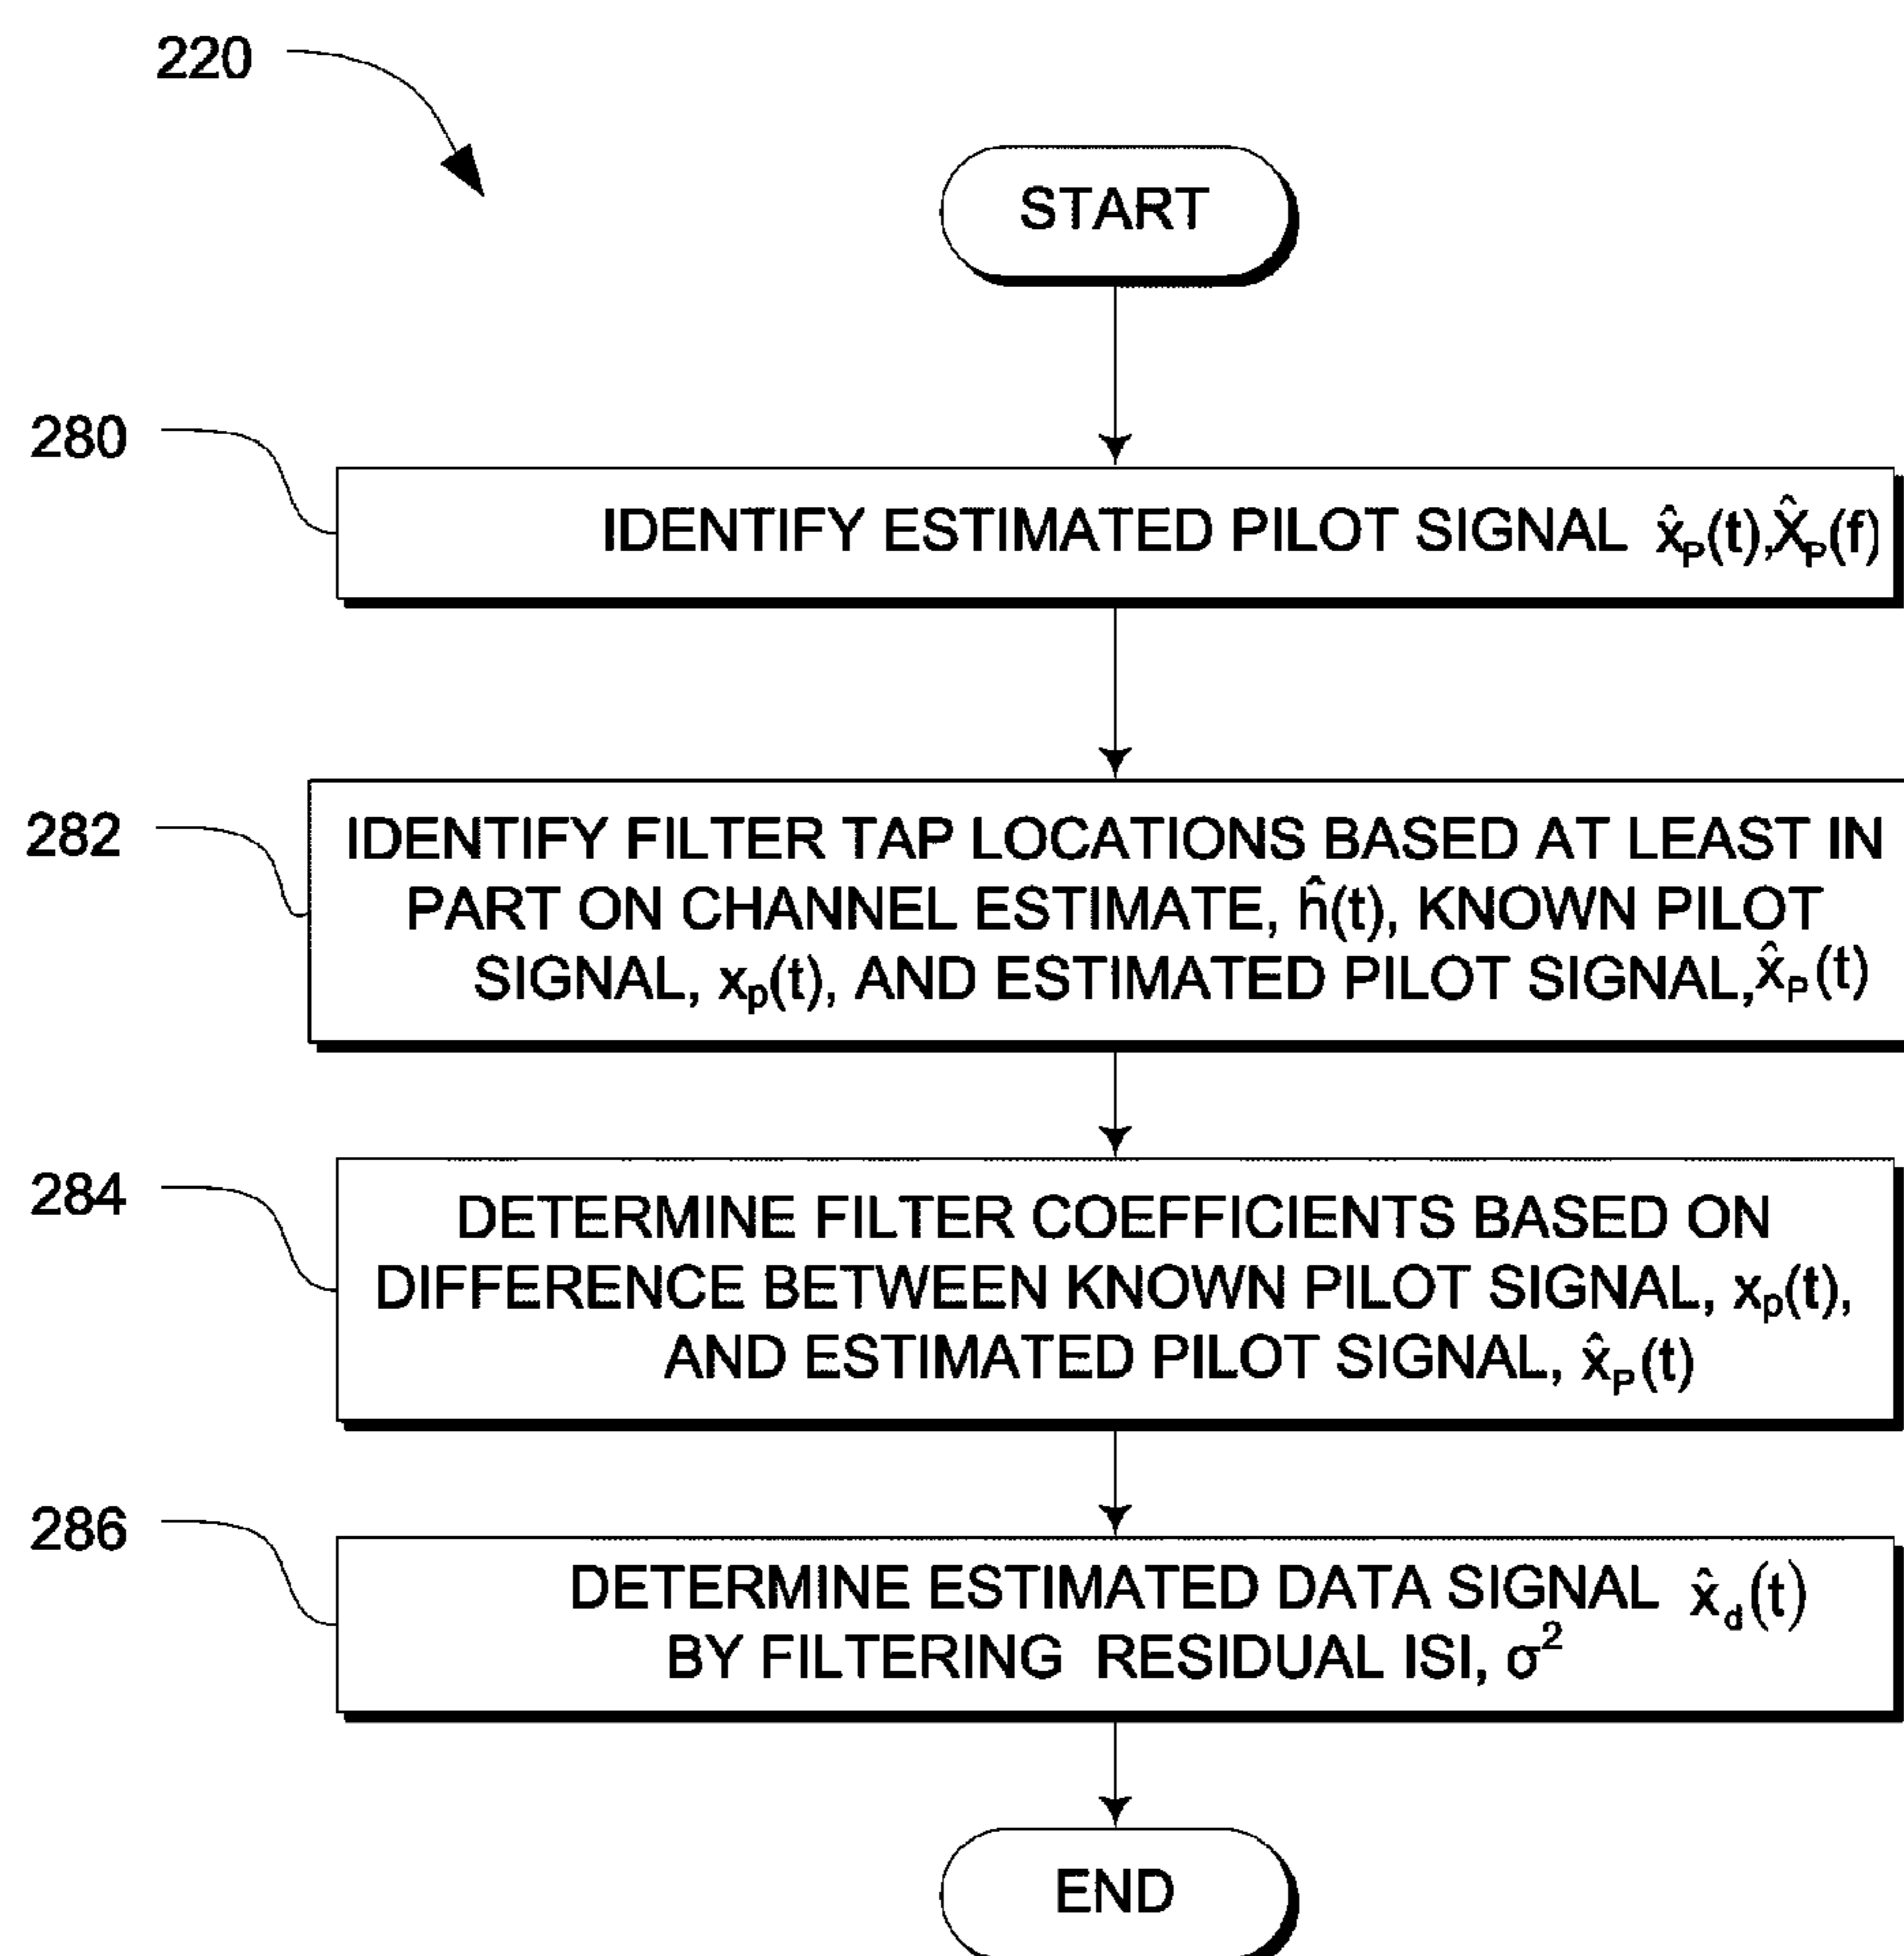 220
START
280
IDENTIFY ESTIMATED PILOT SIGNAL x̂ₚ(t),X̂ₚ(f)
282
IDENTIFY FILTER TAP LOCATIONS BASED AT LEAST IN
PART ON CHANNEL ESTIMATE, ĥ(t), KNOWN PILOT
SIGNAL, xₚ(t), AND ESTIMATED PILOT SIGNAL,x̂ₚ(t)
284
DETERMINE FILTER COEFFICIENTS BASED ON
DIFFERENCE BETWEEN KNOWN PILOT SIGNAL, xₚ(t),
AND ESTIMATED PILOT SIGNAL, x̂ₚ(t)
286
DETERMINE ESTIMATED DATA SIGNAL x̂_d(t)
BY FILTERING RESIDUAL ISI, σ²
END